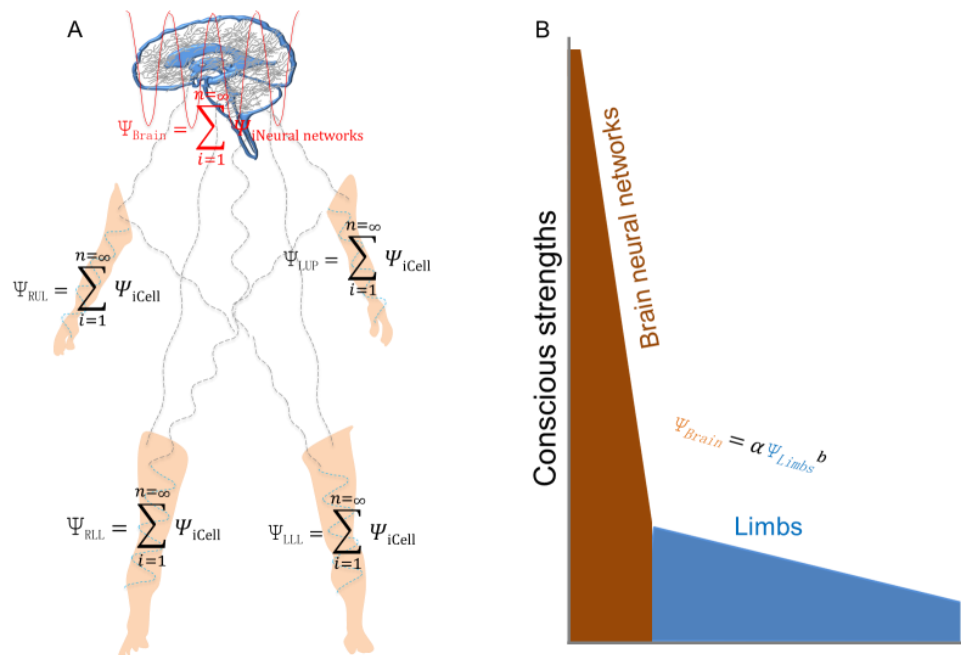 A
n=∞
Ψ_Brain = ∑ Ψ_iNeural networks
i=1
n=∞
Ψ_RUL = ∑ Ψ_iCell
i=1
n=∞
Ψ_LUP = ∑ Ψ_iCell
i=1
n=∞
Ψ_RLL = ∑ Ψ_iCell
i=1
n=∞
Ψ_LLL = ∑ Ψ_iCell
i=1
B
Conscious strengths
Brain neural networks
Ψ_Brain = αΨ_Limbs^b
Limbs